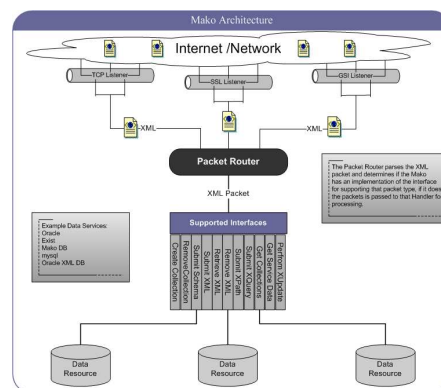 Mako Architecture
Internet /Network
TCP Listener
SSL Listener
GSI Listener
XML
XML
Packet Router
The Packet Router parses the XML
packet and determines if the Mako
has an implementation of the interface
for supporting that packet type, if it does
the packets is passed to that Handler for
processing.
XML Packet
Example Data Services:
Oracle
Exist
Mako DB
mysql
Oracle XML DB
Supported Interfaces
Create Collection
RemoveCollection
Submit Schema
Submit XML
Retrieve XML
Remove XML
Submit XPath
Submit XQuery
Get Collections
Get Service Data
Perfrom XUpdate
Data
Resource
Data
Resource
Data
Resource